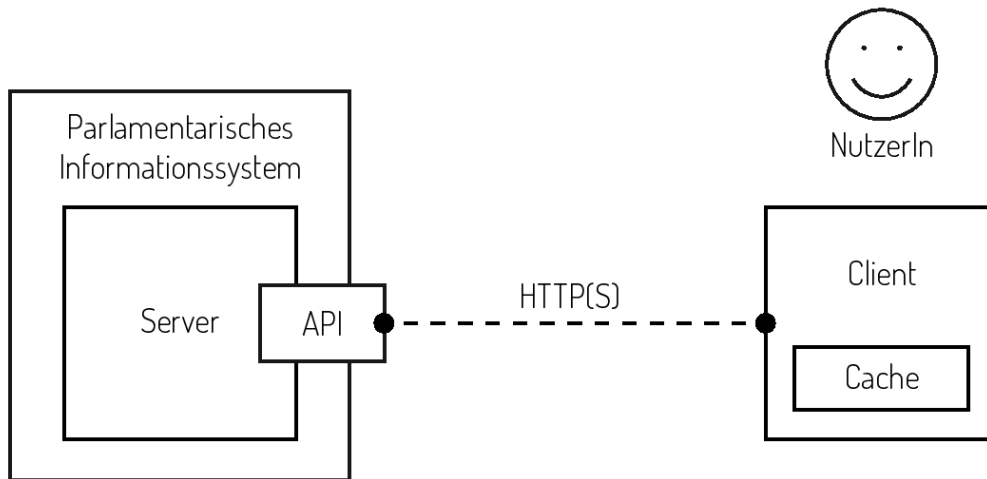 Parlamentarisches
Informationssystem
Server
API
HTTP(S)
NutzerIn
Client
Cache